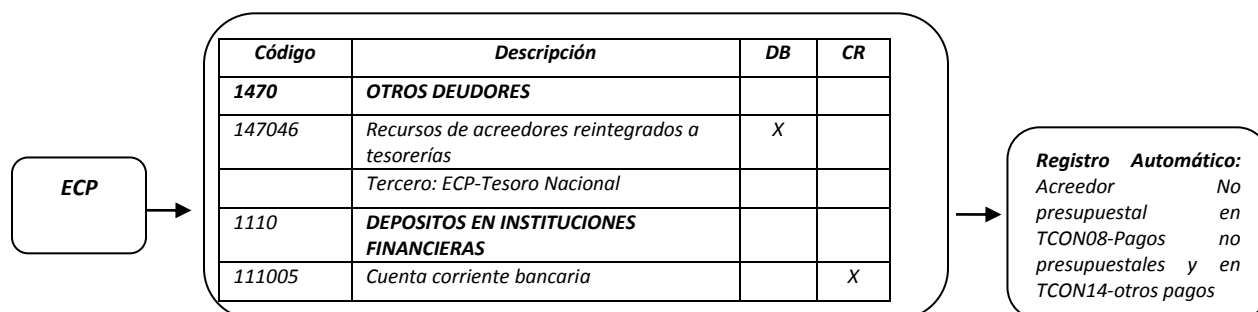 ECP
Código Descripción DB CR
1470 OTROS DEUDORES
147046 Recursos de acreedores reintegrados a X
tesorerías
Tercero: ECP-Tesoro Nacional
1110 DEPOSITOS EN INSTITUCIONES
FINANCIERAS
111005 Cuenta corriente bancaria X
Registro Automático:
Acreedor No
presupuestal en
TCON08-Pagos no
presupuestales y en
TCON14-otros pagos